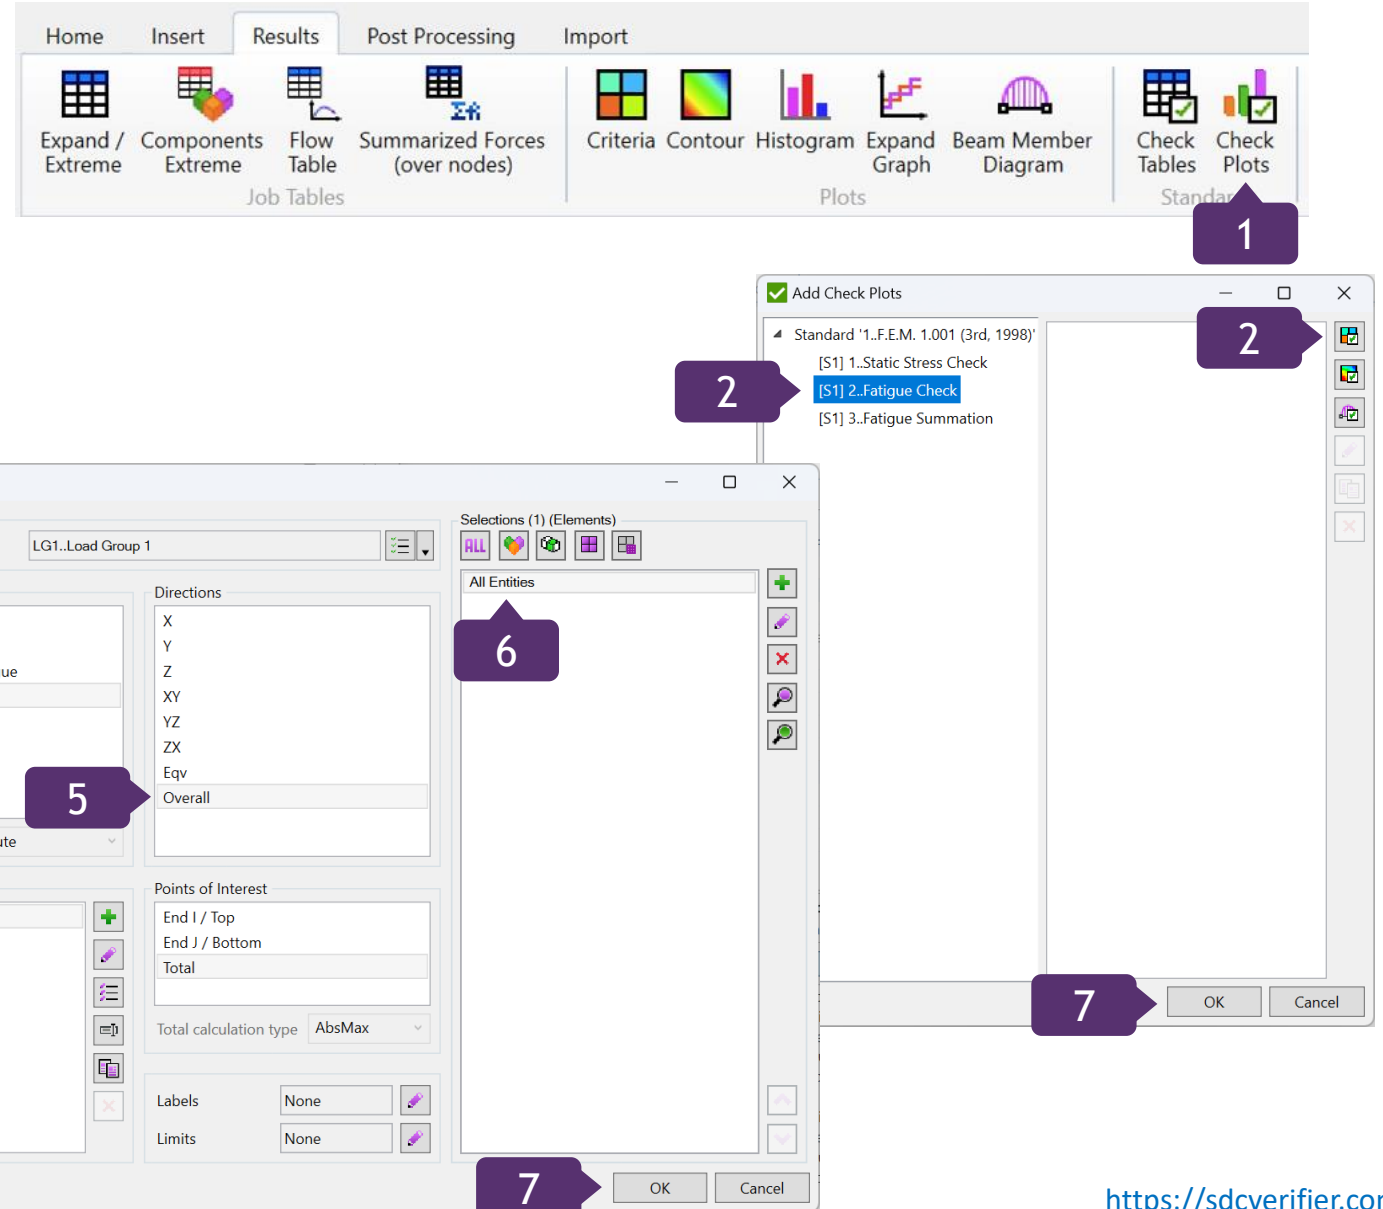 Home Insert Results Post Processing Import
Expand / Extreme
Components Extreme
Flow Table
Summarized Forces (over nodes)
Criteria
Contour
Histogram
Expand Graph
Beam Member Diagram
Check Tables
Check Plots
Job Tables
Plots
1
Add Check Plots
Standard '1..F.E.M. 1.001 (3rd, 1998)'
[S1] 1..Static Stress Check
[S1] 2..Fatigue Check
[S1] 3..Fatigue Summation
2
2
LG1..Load Group 1
Selections (1) (Elements)
ALL
All Entities
6
Directions
X
Y
Z
XY
YZ
ZX
Eqv
Overall
5
Points of Interest
End I / Top
End J / Bottom
Total
Total calculation type AbsMax
Labels None
Limits None
7
OK Cancel
7
OK Cancel